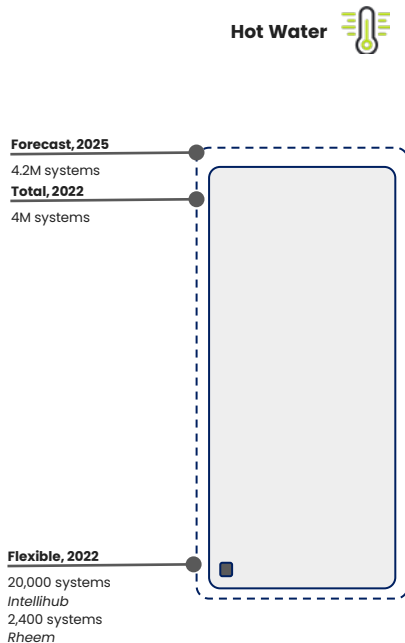 Hot Water
Forecast, 2025
4.2M systems
Total, 2022
4M systems
Flexible, 2022
20,000 systems
Intellihub
2,400 systems
Rheem